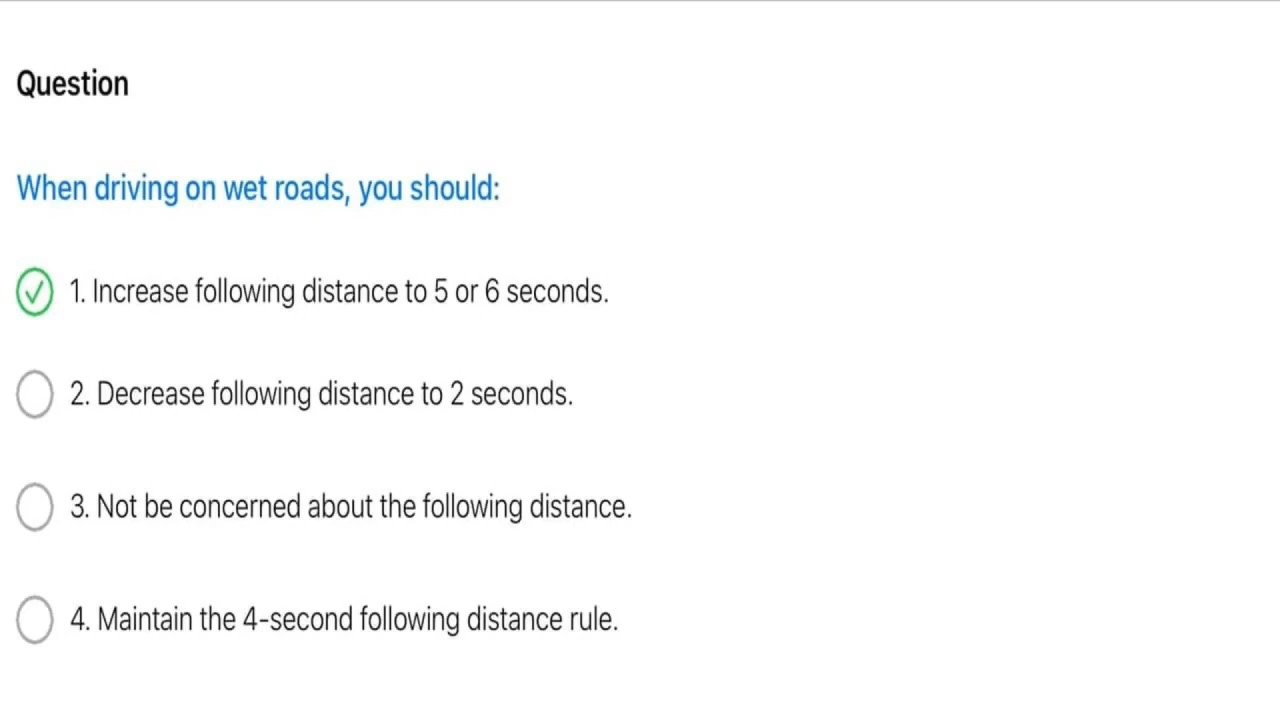 Question
When driving on wet roads, you should:
1. Increase following distance to 5 or 6 seconds.
2. Decrease following distance to 2 seconds.
3. Not be concerned about the following distance.
4. Maintain the 4-second following distance rule.